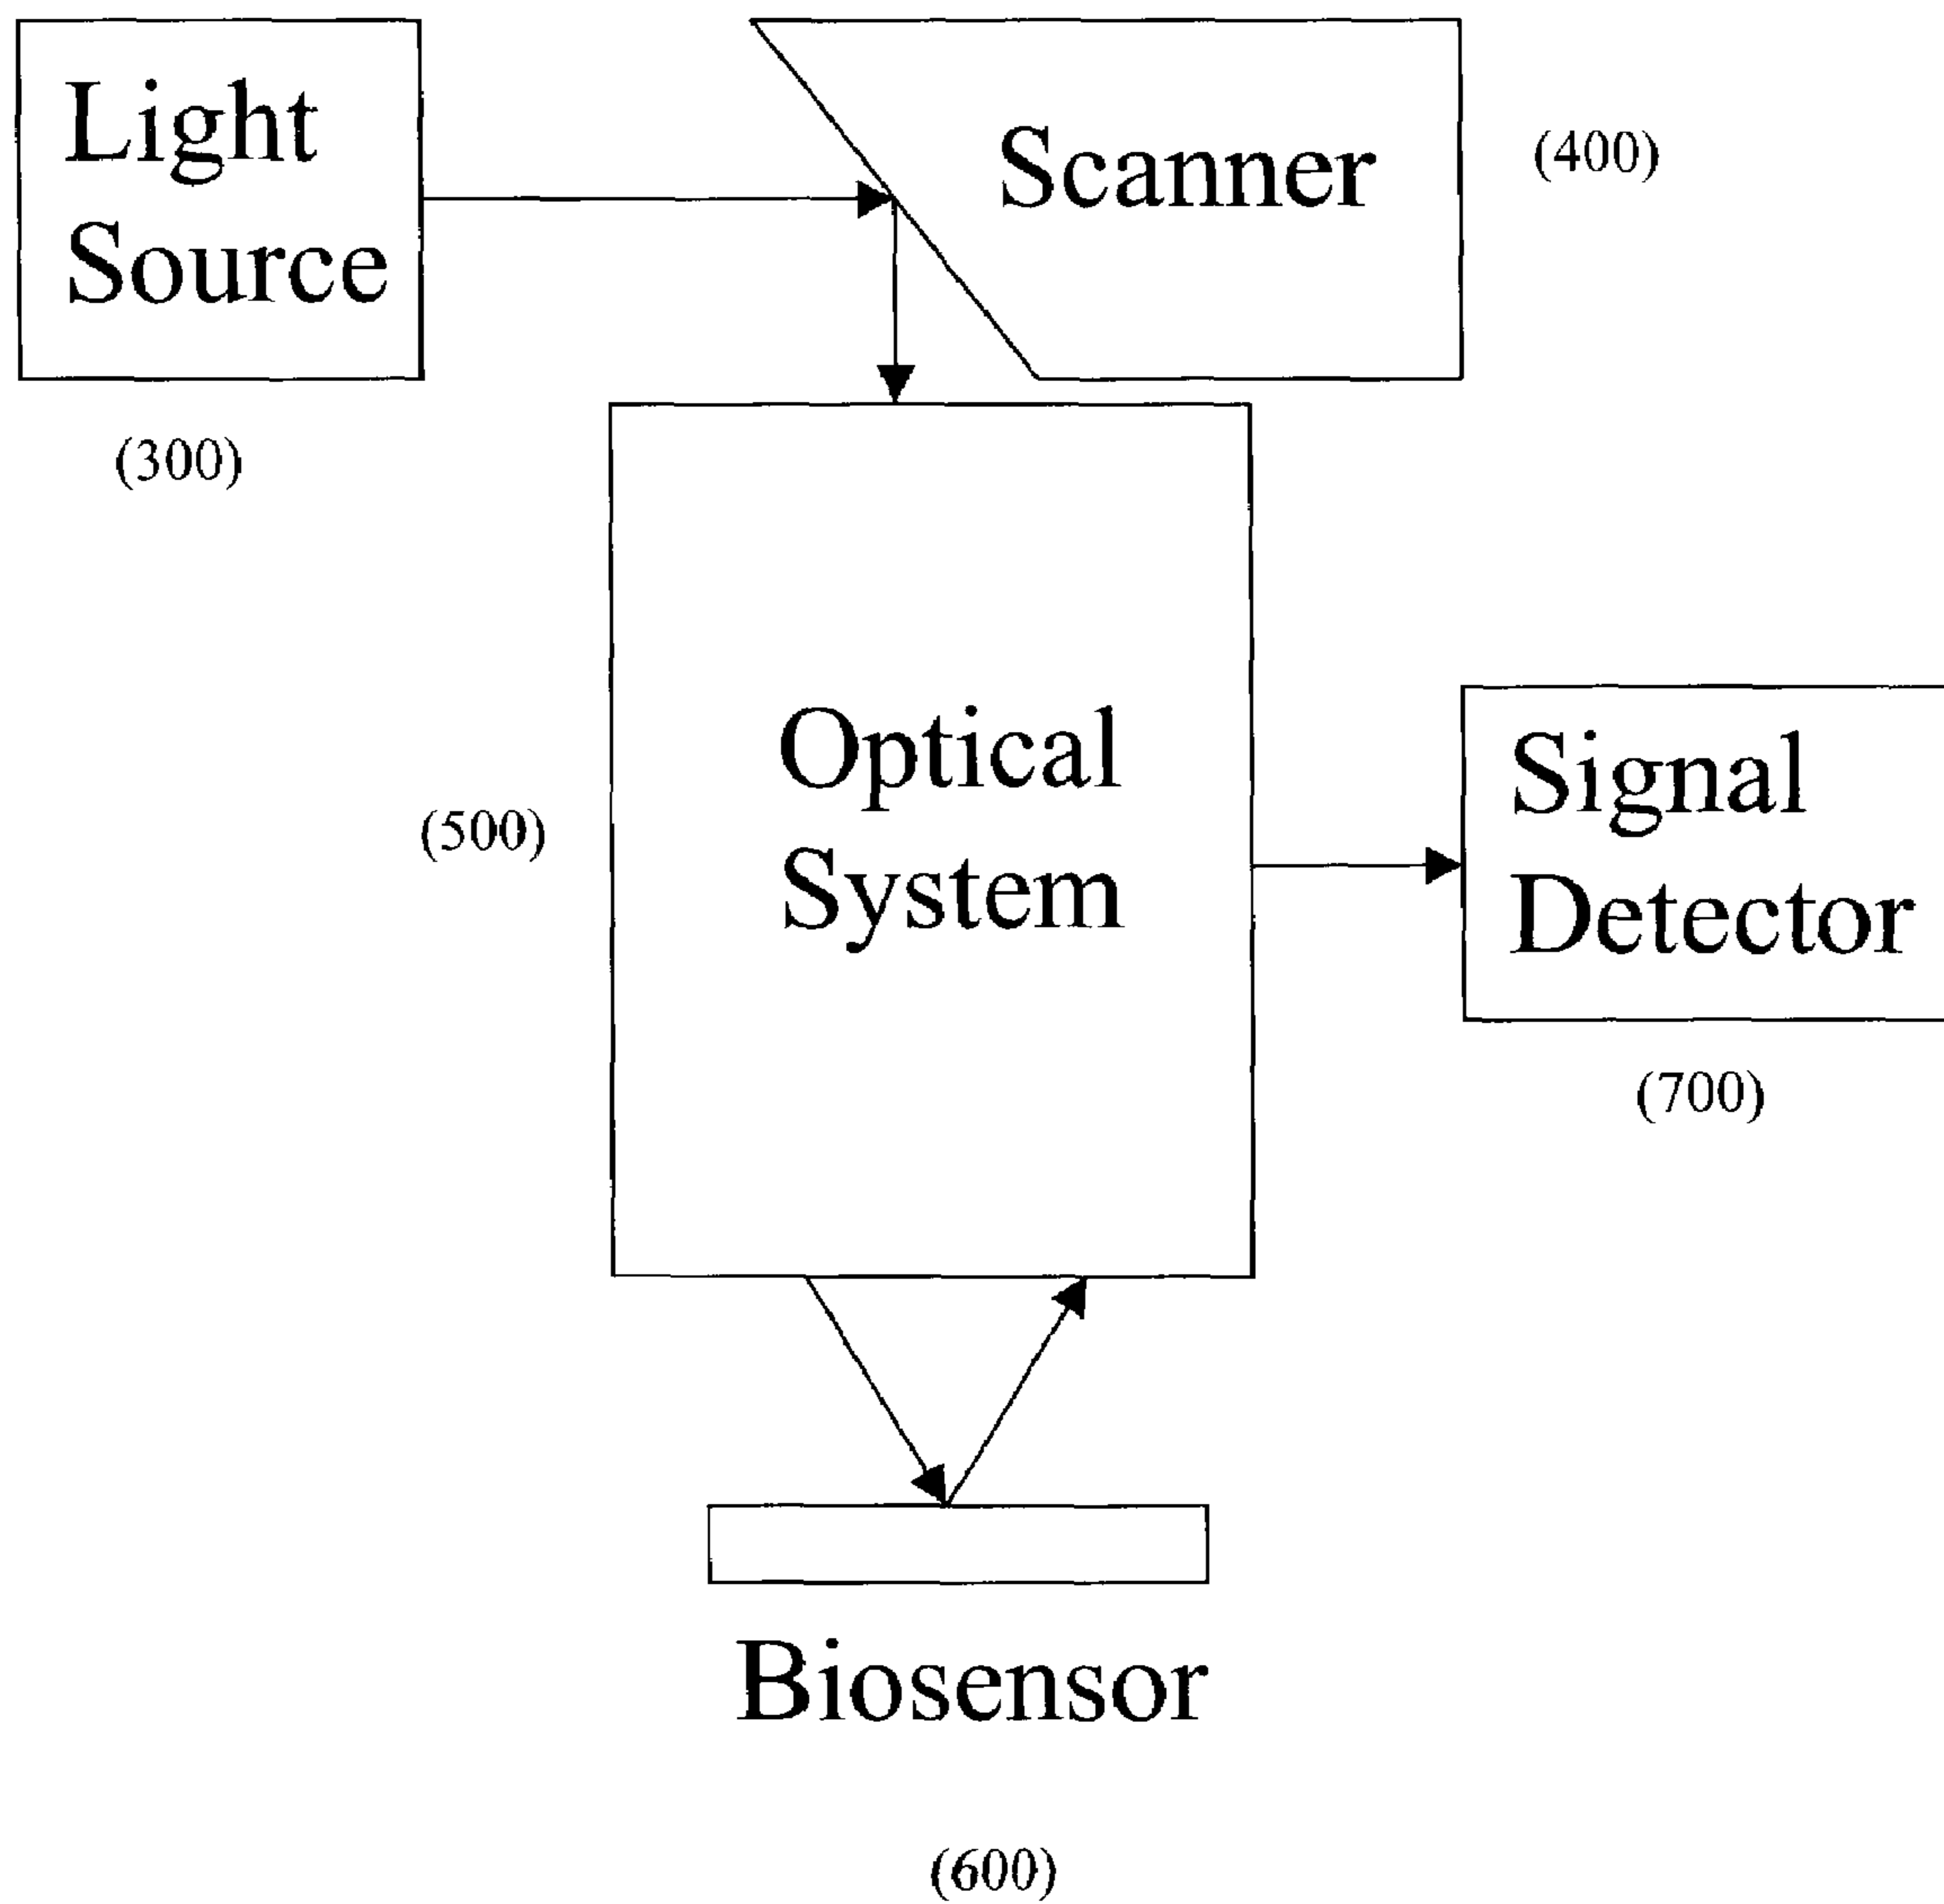 Light
Source
(300)
Scanner
(400)
Optical
System
(500)
Signal
Detector
(700)
Biosensor
(600)